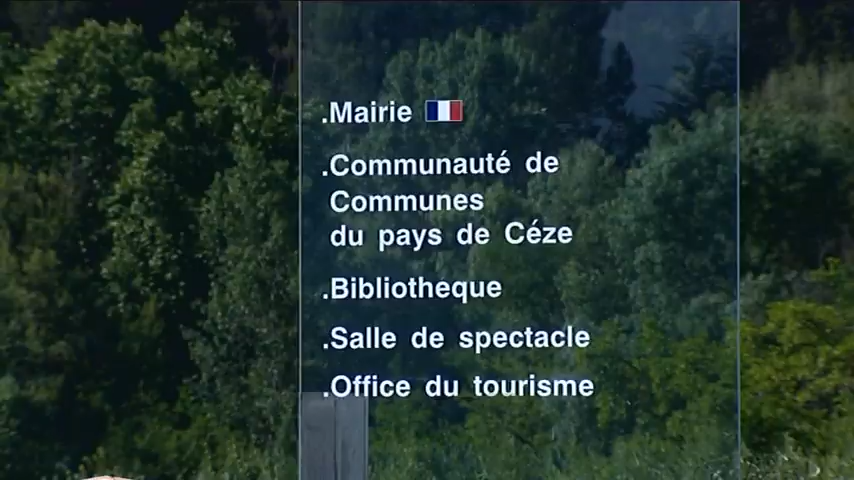 .Mairie
.Communauté de
Communes
du pays de Céze
.Bibliotheque
.Salle de spectacle
.Office du tourisme